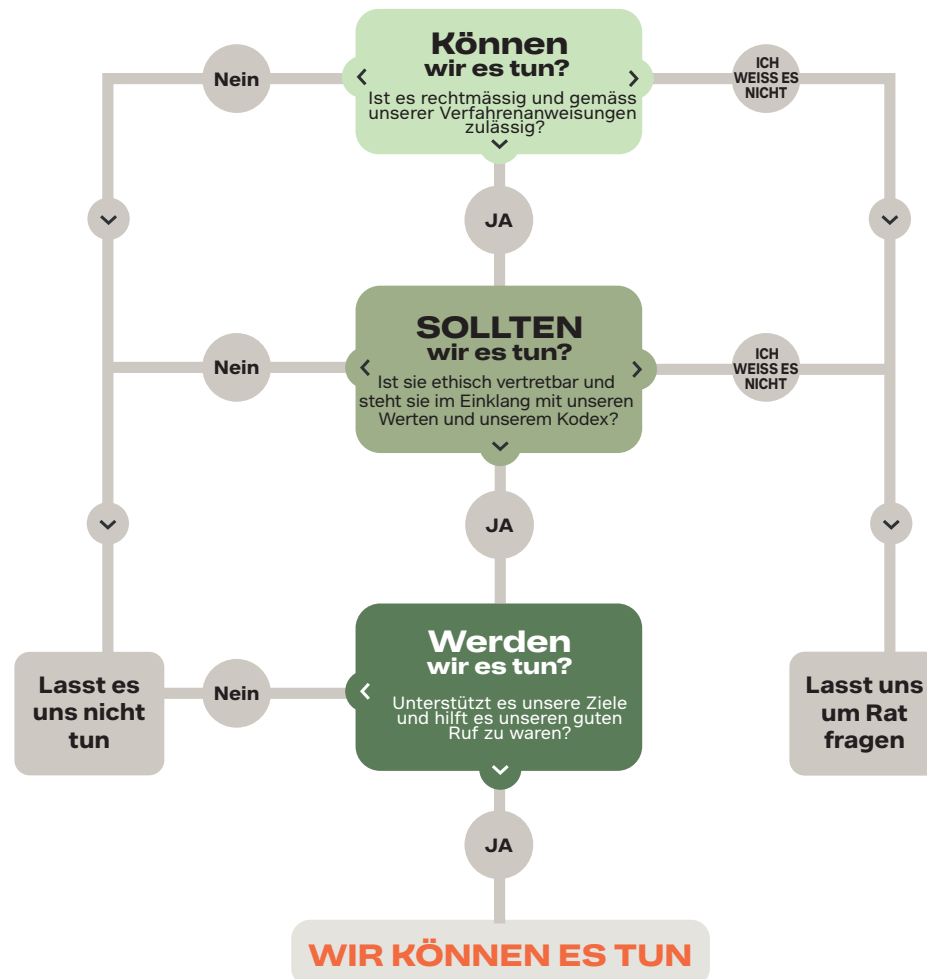 Können
wir es tun?
Ist es rechtmässig und gemäss
unserer Verfahrenanweisungen
zulässig?
Nein
ICH
WEISS ES
NICHT
JA
SOLLTEN
wir es tun?
Ist sie ethisch vertretbar und
steht sie im Einklang mit unseren
Werten und unserem Kodex?
Nein
ICH
WEISS ES
NICHT
JA
Werden
wir es tun?
Unterstützt es unsere Ziele
und hilft es unseren guten
Ruf zu waren?
Nein
Lasst es
uns nicht
tun
Lasst uns
um Rat
fragen
JA
WIR KÖNNEN ES TUN